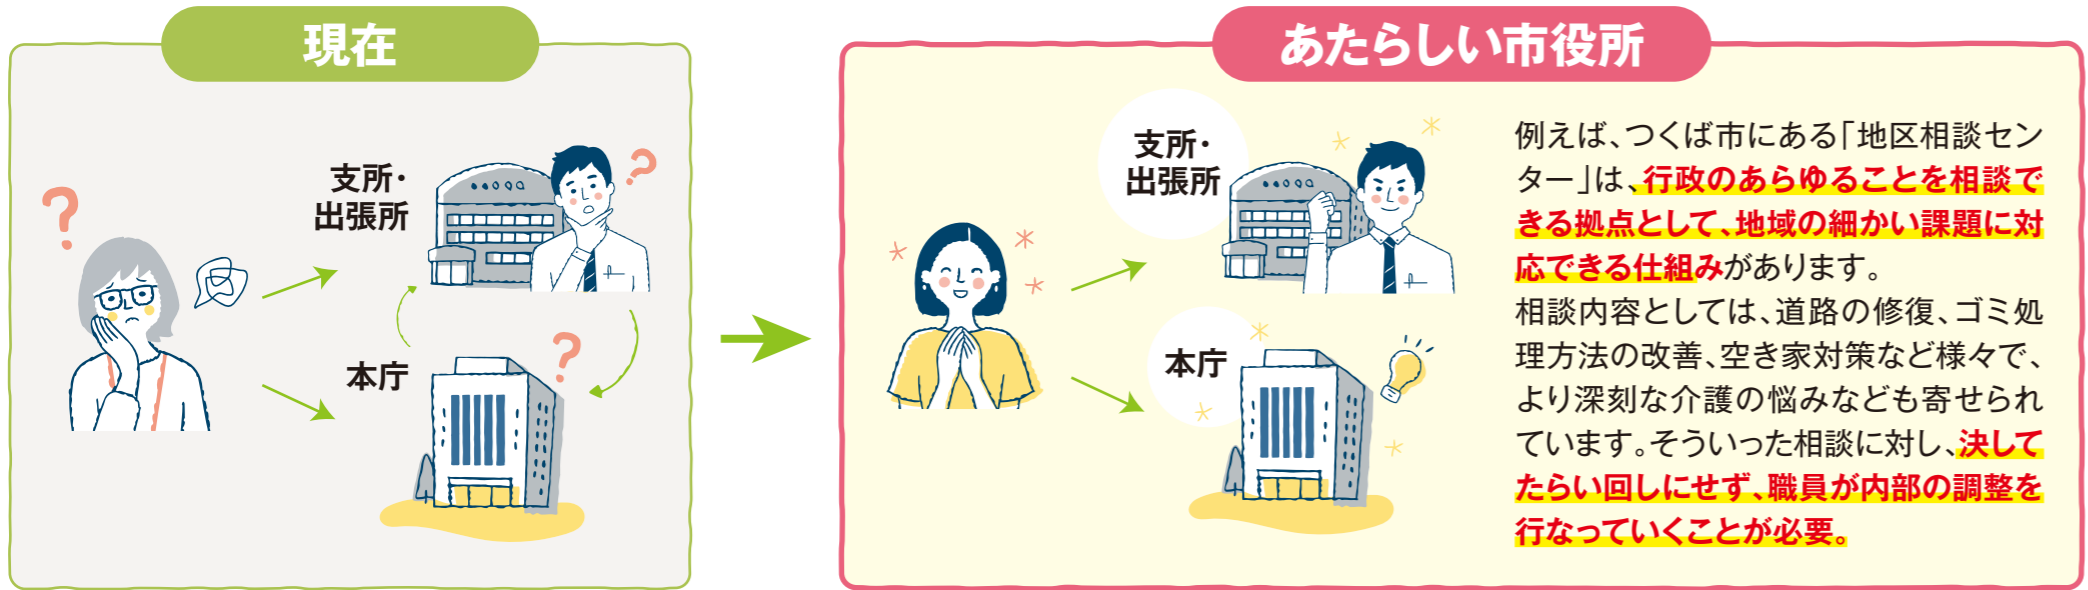 現在
支所・
出張所
本庁
あたらしい市役所
支所・
出張所
本庁
例えば、つくば市にある「地区相談セン
ター」は、行政のあらゆることを相談で
きる拠点として、地域の細かい課題に対
応できる仕組みがあります。
相談内容としては、道路の修復、ゴミ処
理方法の改善、空き家対策など様々で、
より深刻な介護の悩みなども寄せられ
ています。そういった相談に対し、決して
たらい回しにせず、職員が内部の調整を
行なっていくことが必要。